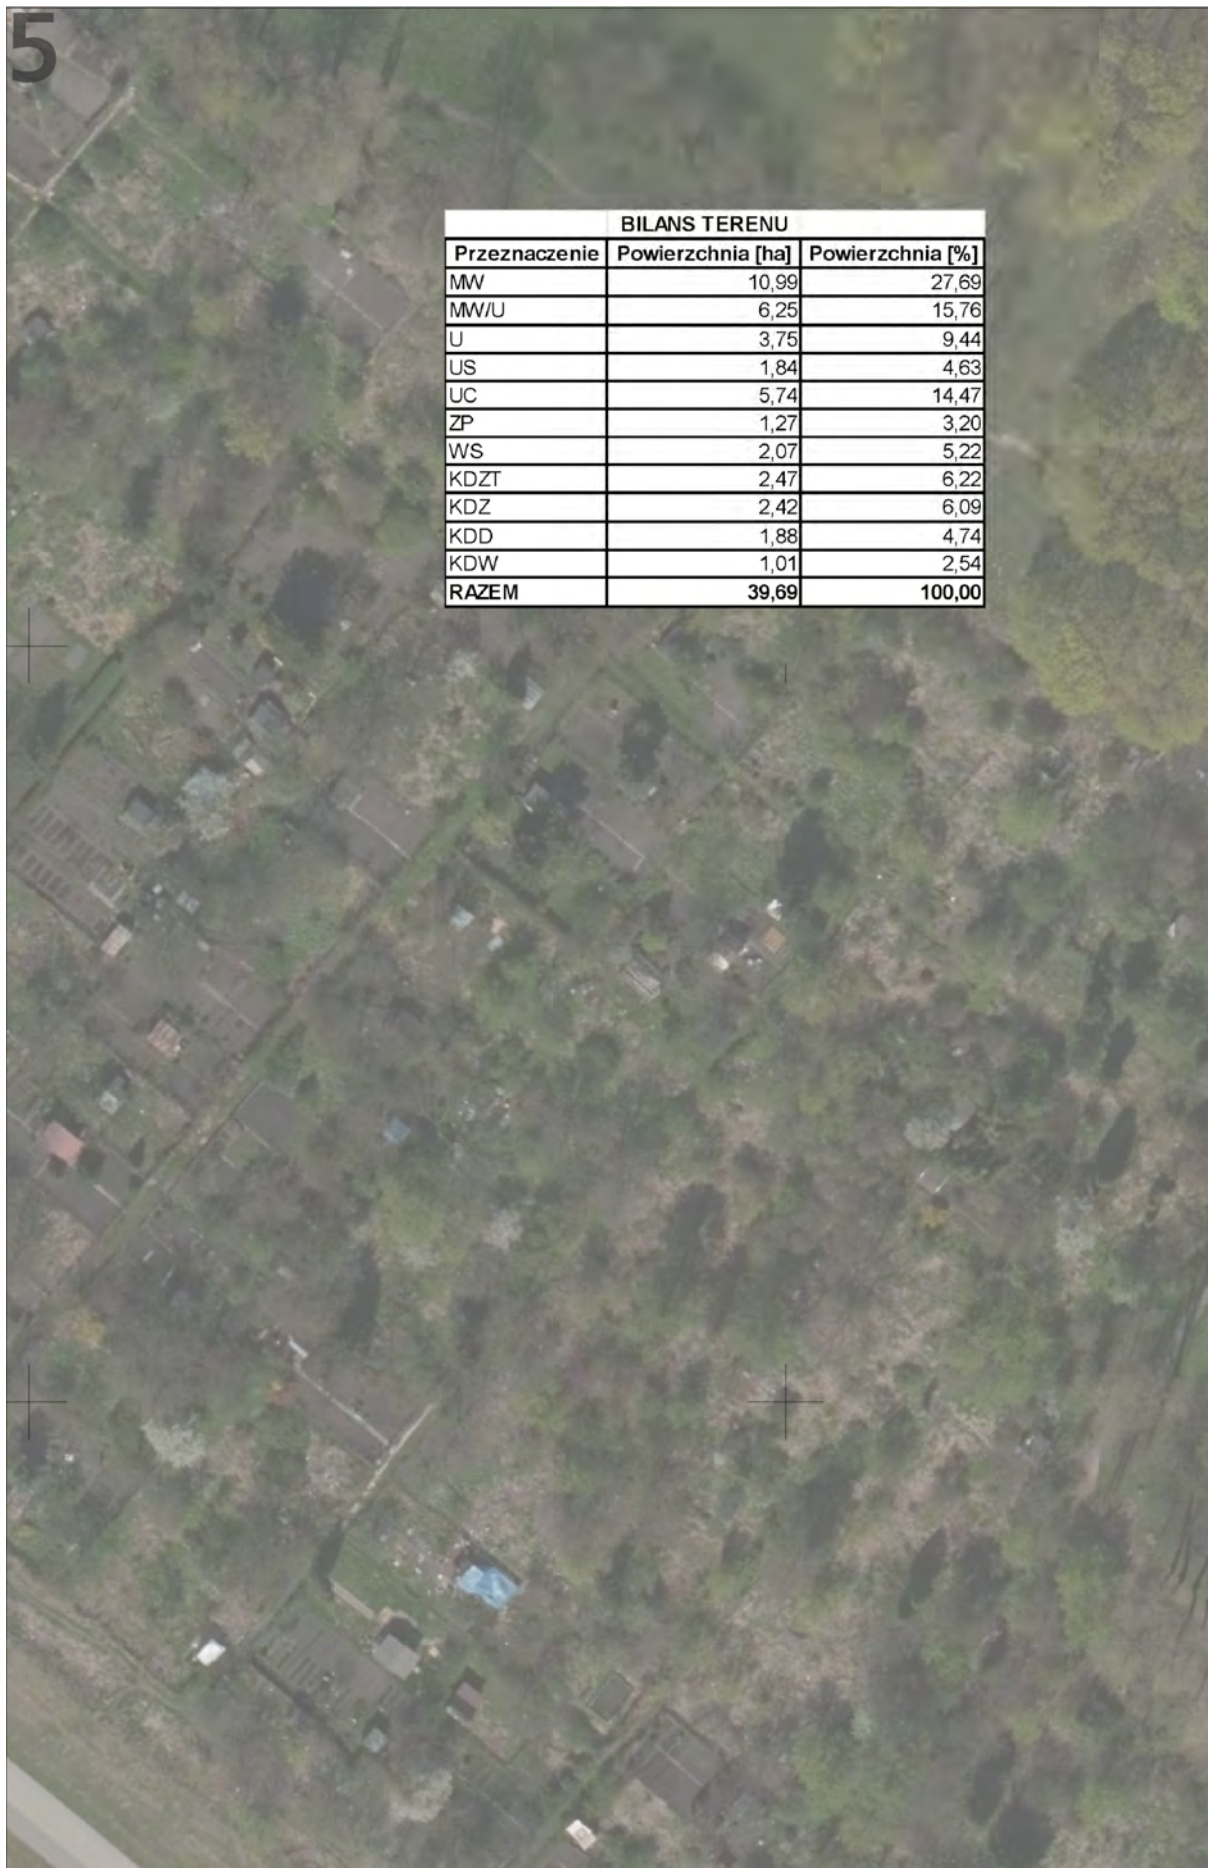 5
BILANS TERENU
Przeznaczenie Powierzchnia [ha] Powierzchnia [%]
MW 10,99 27,69
MW/U 6,25 15,76
U 3,75 9,44
US 1,84 4,63
UC 5,74 14,47
ZP 1,27 3,20
WS 2,07 5,22
KDZT 2,47 6,22
KDZ 2,42 6,09
KDD 1,88 4,74
KDW 1,01 2,54
RAZEM 39,69 100,00